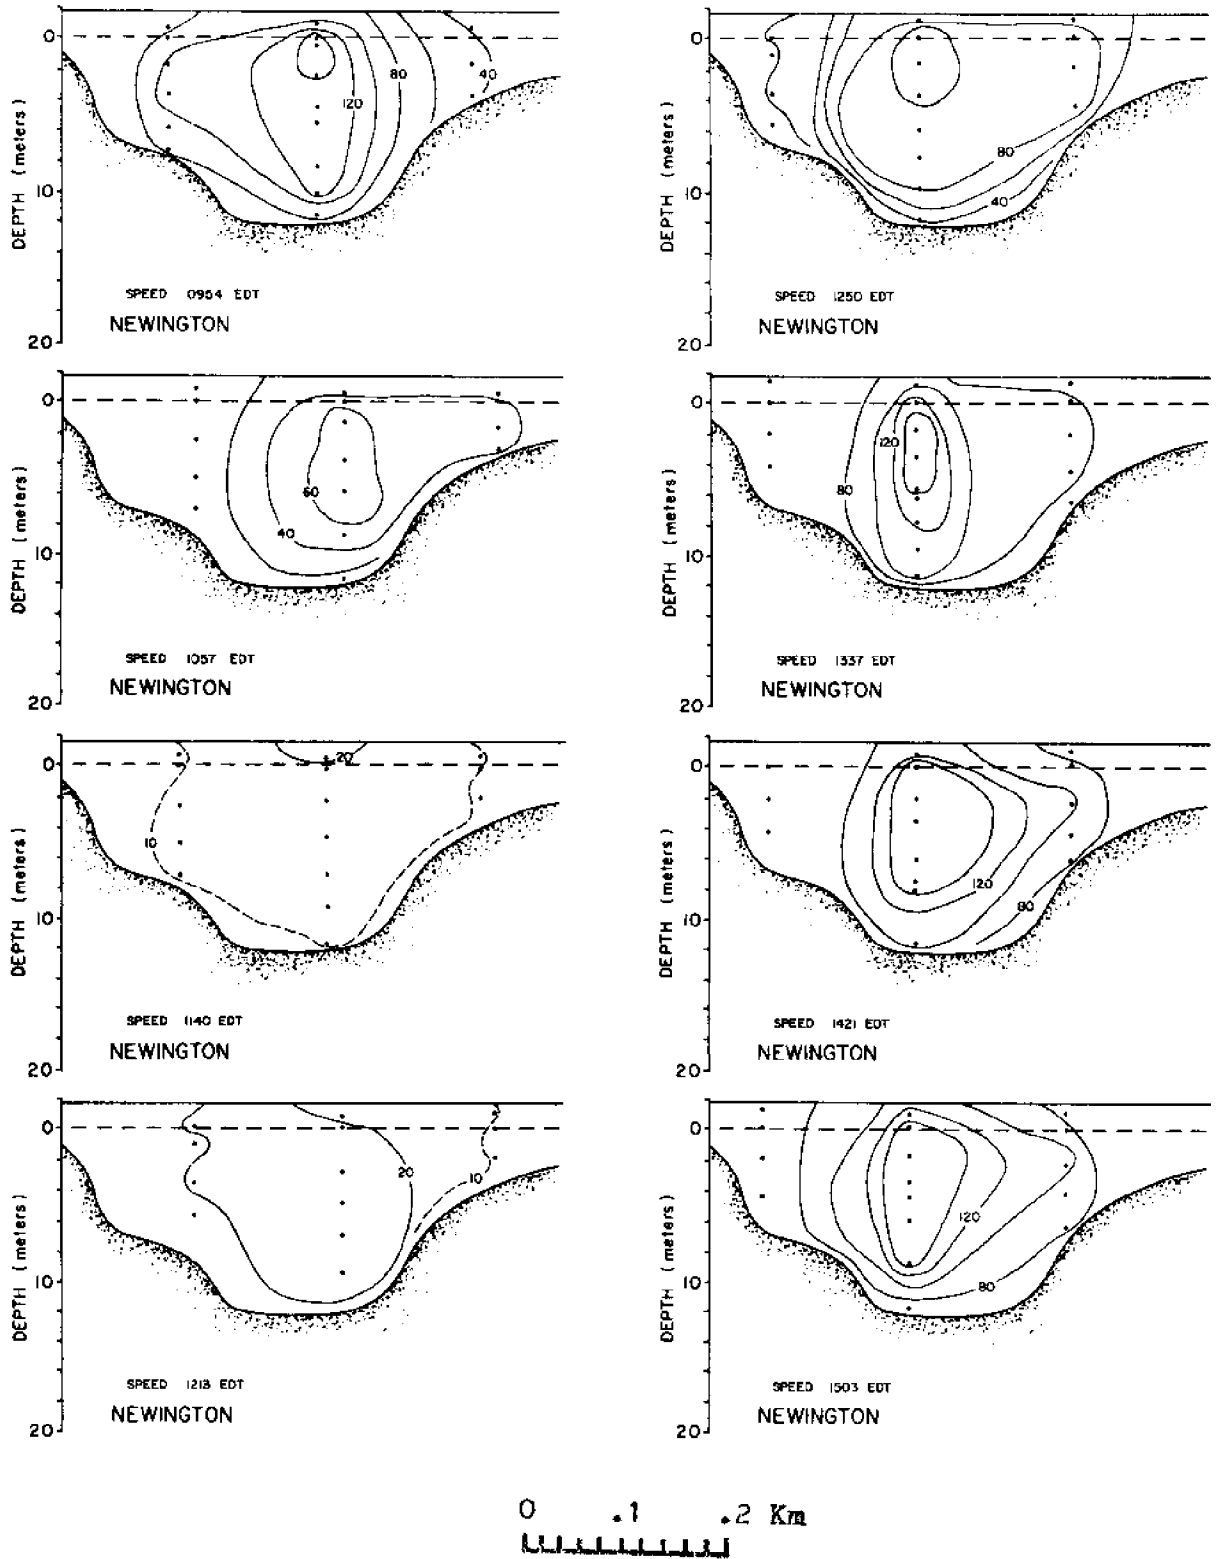 0
10
20
DEPTH (meters)
80
40
120
SPEED 0954 EDT
NEWINGTON
0
10
20
DEPTH (meters)
80
40
SPEED 1250 EDT
NEWINGTON
0
10
20
DEPTH (meters)
60
40
SPEED 1057 EDT
NEWINGTON
0
10
20
DEPTH (meters)
120
80
SPEED 1337 EDT
NEWINGTON
0
10
20
DEPTH (meters)
20
10
SPEED 1140 EDT
NEWINGTON
0
10
20
DEPTH (meters)
120
80
SPEED 1421 EDT
NEWINGTON
0
10
20
DEPTH (meters)
20
10
SPEED 1213 EDT
NEWINGTON
0
10
20
DEPTH (meters)
120
80
SPEED 1503 EDT
NEWINGTON
0 .1 .2 Km